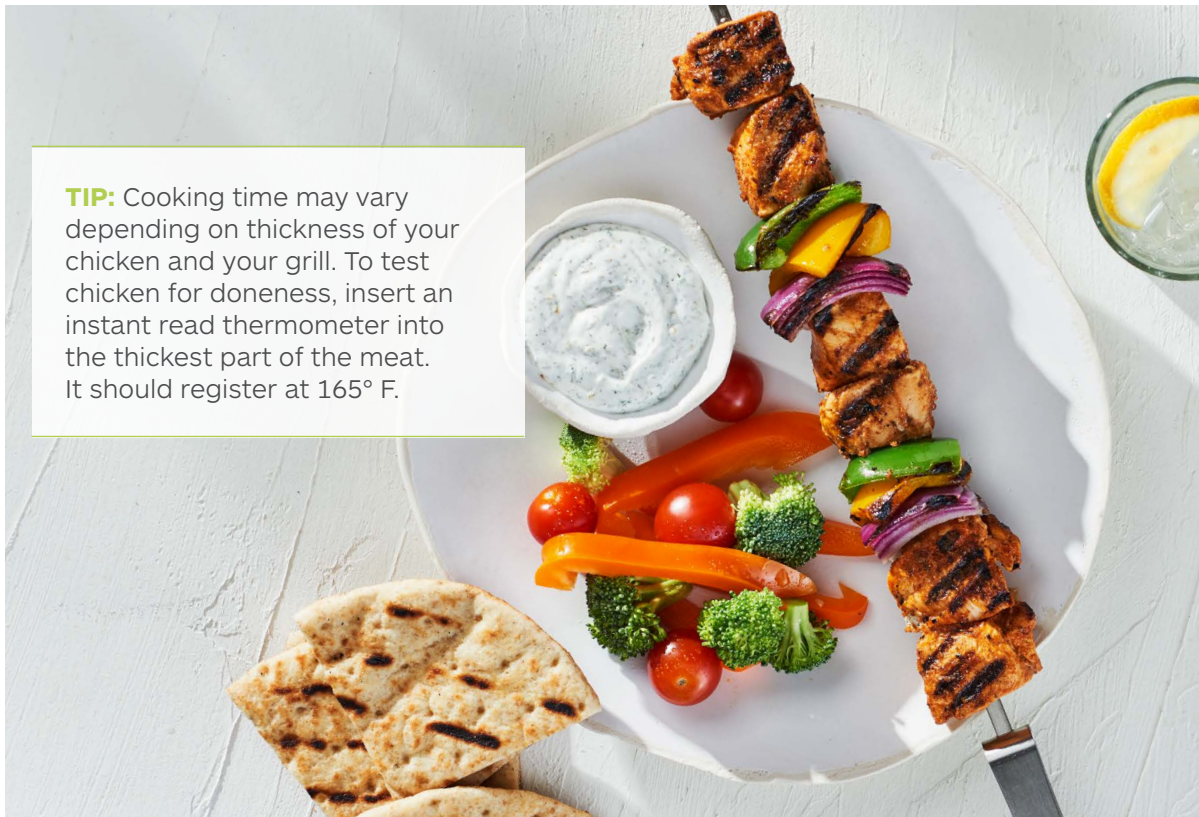 TIP: Cooking time may vary
depending on thickness of your
chicken and your grill. To test
chicken for doneness, insert an
instant read thermometer into
the thickest part of the meat.
It should register at 165° F.